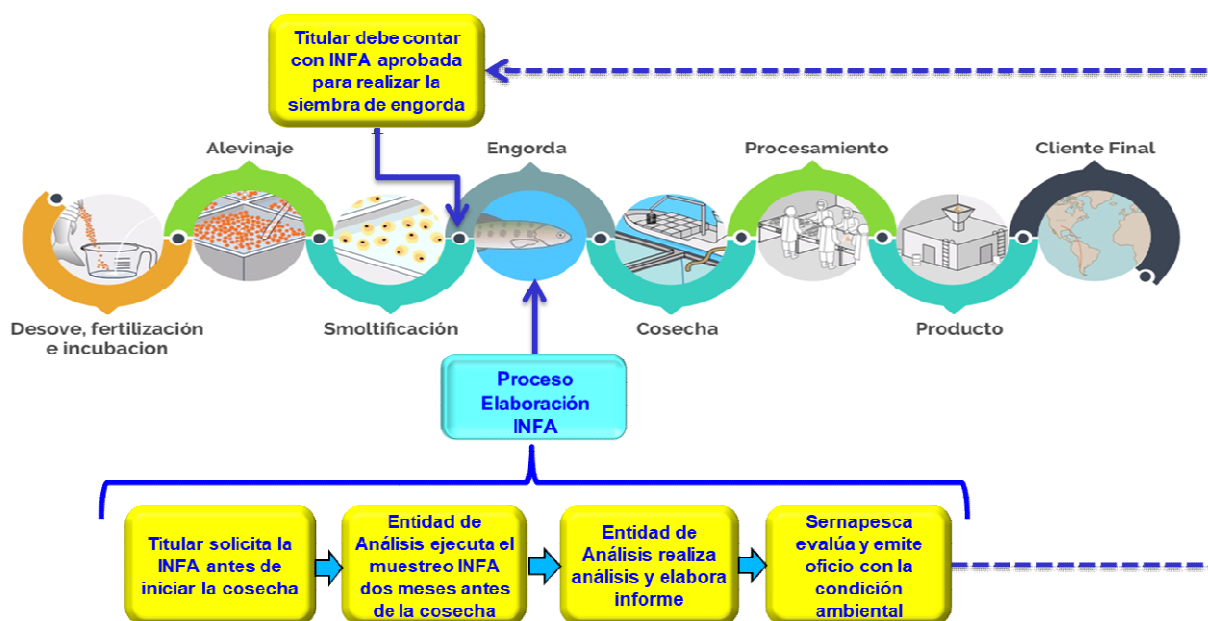 Titular debe contar
con INFA aprobada
para realizar la
siembra de engorda
Alevinaje
Engorda
Procesamiento
Cliente Final
Desove, fertilización
e incubacion
Smoltificación
Cosecha
Producto
Proceso
Elaboración
INFA
Titular solicita la
INFA antes de
iniciar la cosecha
Entidad de
Análisis ejecuta el
muestreo INFA
dos meses antes
de la cosecha
Entidad de
Análisis realiza
análisis y elabora
informe
Sernapesca
evalúa y emite
oficio con la
condición
ambiental